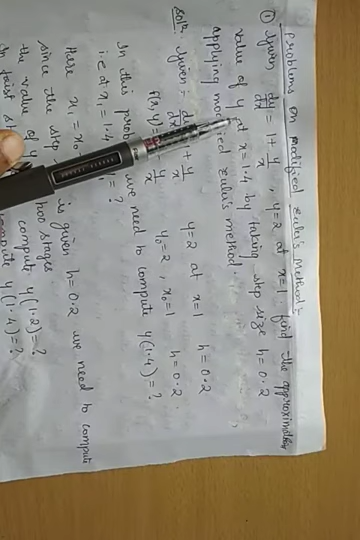 Problems on modified Euler's Method:
① Given dy/dx = 1 + y/x, y = 2 at x = 1 find the approximation
value of y at x = 1.4 by taking step size h = 0.2
applying modified Euler's method.
Soln: Given: dy/dx = 1 + y/x y = 2 at x = 1 h = 0.2
f(x, y) = y/x y₀ = 2, x₀ = 1 h = 0.2.
In this prob we need to compute y(1.4) = ?
i.e at x₁ = 1.4 = ?
Here x₁ = x₀ is given h = 0.2 we need to compute
since the step two stages.
the value of y compute y(1.2) = ?
In first s compute y(1.4) = ?